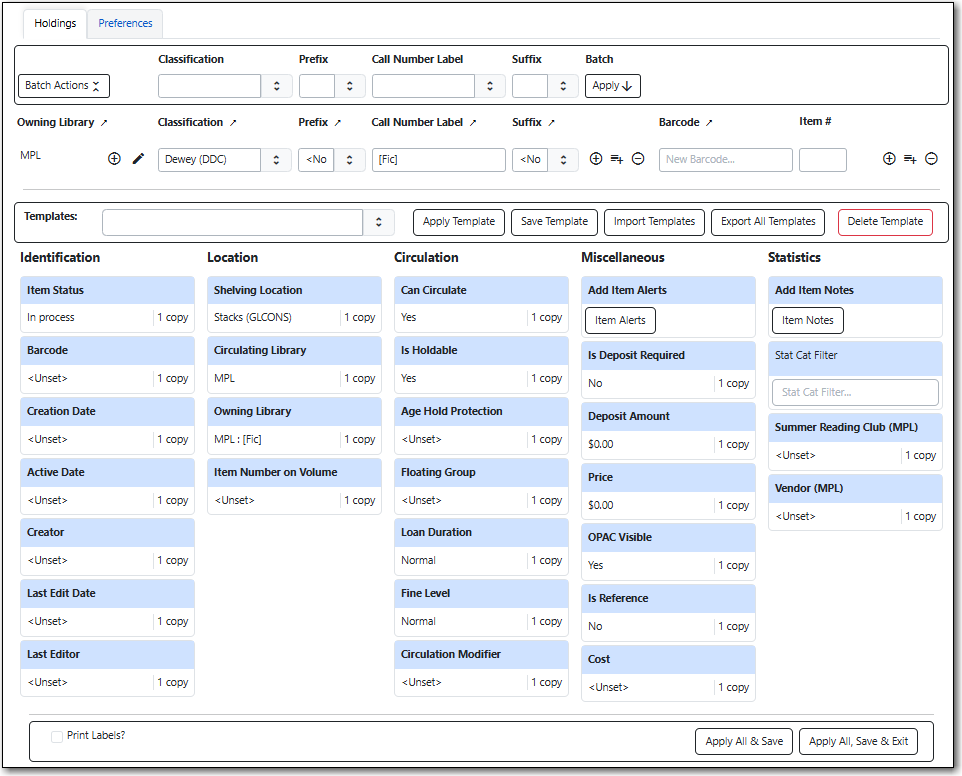 Holdings Preferences
Classification Prefix Call Number Label Suffix Batch
Batch Actions Apply
Owning Library Classification Prefix Call Number Label Suffix Barcode Item #
MPL Dewey (DDC) <No [Fic] <No New Barcode...
Templates: Apply Template Save Template Import Templates Export All Templates Delete Template
Identification Location Circulation Miscellaneous Statistics
Item Status Shelving Location Can Circulate Add Item Alerts Add Item Notes
In process 1 copy Stacks (GLCONS) 1 copy Yes 1 copy Item Alerts Item Notes
Barcode Circulating Library Is Holdable Is Deposit Required Stat Cat Filter
<Unset> 1 copy MPL 1 copy Yes 1 copy No 1 copy Stat Cat Filter...
Creation Date Owning Library Age Hold Protection Deposit Amount Summer Reading Club (MPL)
<Unset> 1 copy MPL : [Fic] 1 copy <Unset> 1 copy $0.00 1 copy <Unset> 1 copy
Active Date Item Number on Volume Floating Group Price Vendor (MPL)
<Unset> 1 copy <Unset> 1 copy <Unset> 1 copy $0.00 1 copy <Unset> 1 copy
Creator Loan Duration OPAC Visible
<Unset> 1 copy Normal 1 copy Yes 1 copy
Last Edit Date Fine Level Is Reference
<Unset> 1 copy Normal 1 copy No 1 copy
Last Editor Circulation Modifier Cost
<Unset> 1 copy <Unset> 1 copy <Unset> 1 copy
Print Labels? Apply All & Save Apply All, Save & Exit